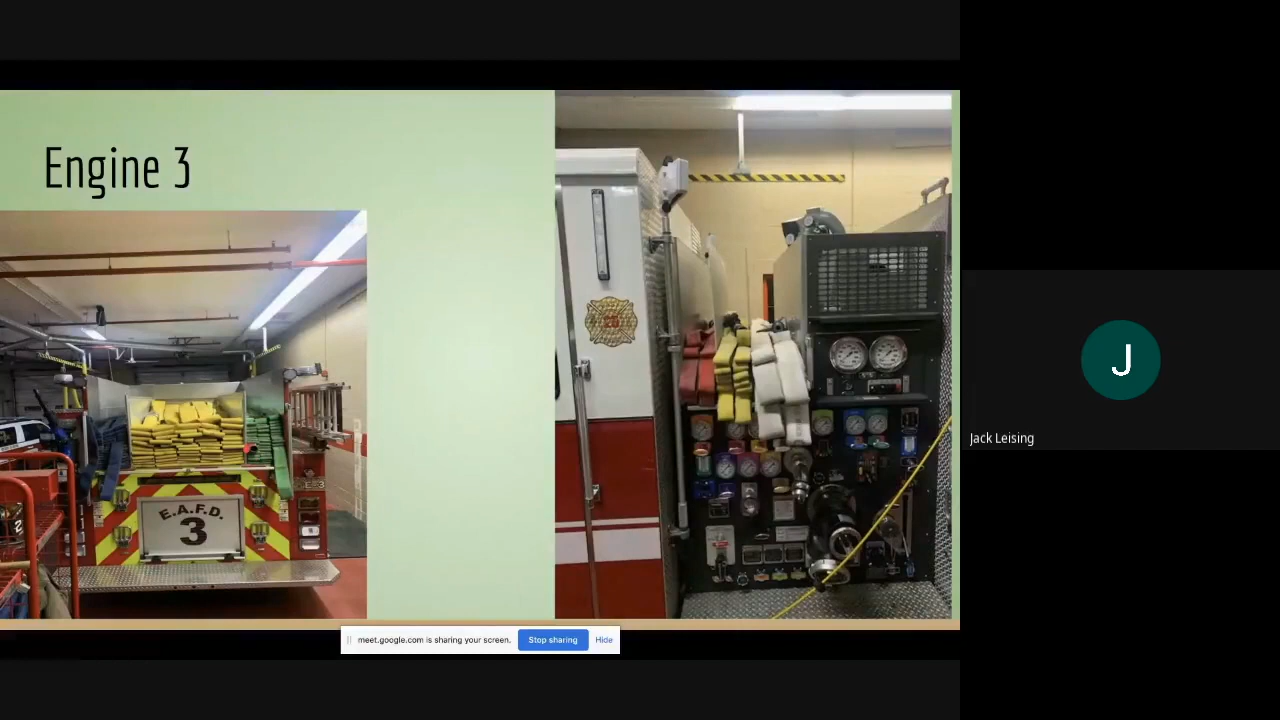 Engine 3
E.A.F.D.
3
meet.google.com is sharing your screen.
Stop sharing
Hide
J
Jack Leising